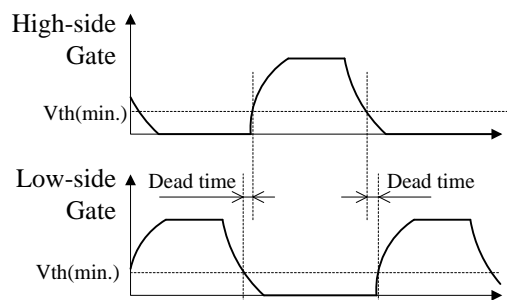 High-side
Gate
Vth(min.)
Low-side
Gate
Dead time
Dead time
Vth(min.)